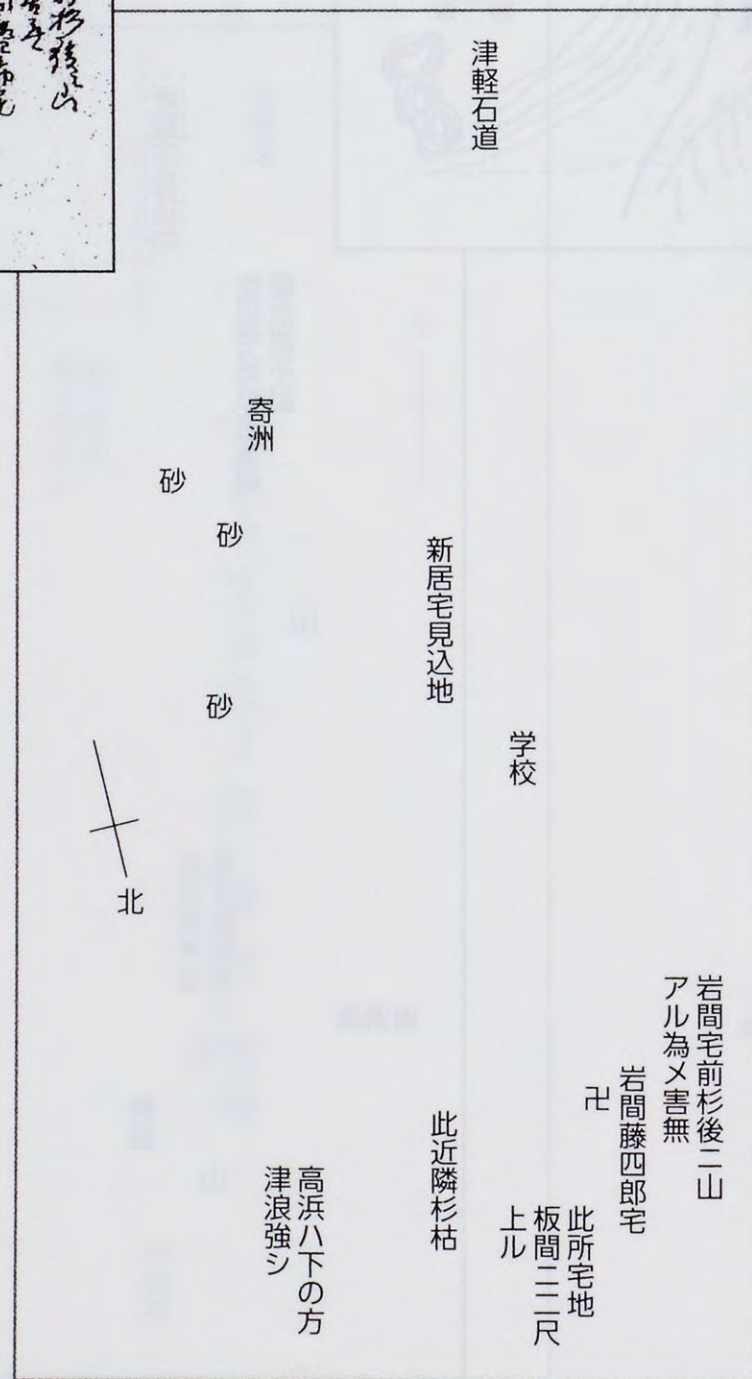 津軽石道
岩間宅前杉後ニ山
アル為メ害無
岩間藤四郎宅
卍
此所宅地
板間ニ二尺
上ル
学校
新居宅見込地
此近隣杉枯
高浜ハ下の方
津浪強シ
寄洲
砂
砂
砂
北